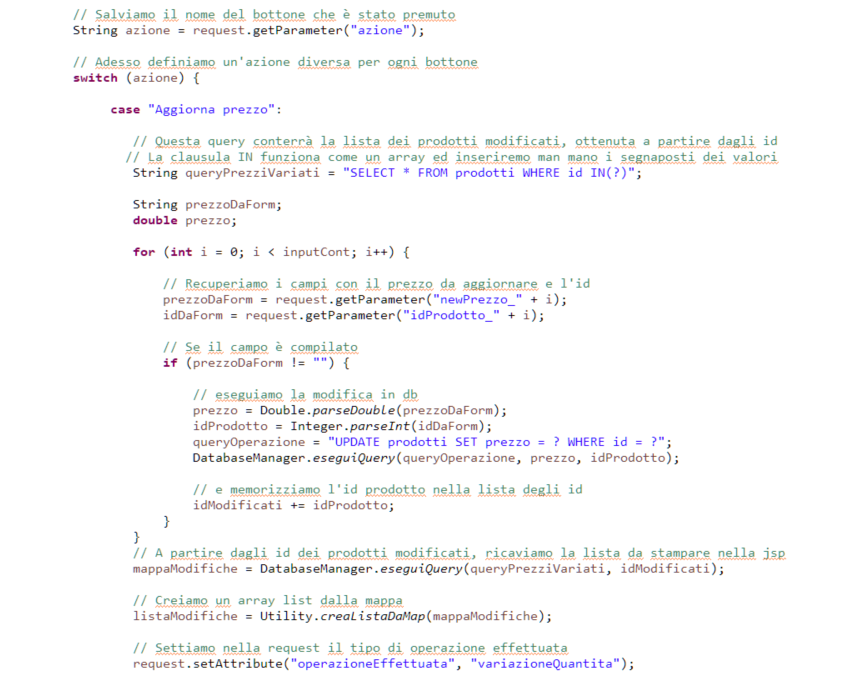 // Salviamo il nome del bottone che è stato premuto
String azione = request.getParameter("azione");
// Adesso definiamo un'azione diversa per ogni bottone
switch (azione) {
case "Aggiorna prezzo":
// Questa query conterrà la lista dei prodotti modificati, ottenuta a partire dagli id
// La clausula IN funziona come un array ed inseriremo man mano i segnaposti dei valori
String queryPrezziVariati = "SELECT * FROM prodotti WHERE id IN(?)";
String prezzoDaForm;
double prezzo;
for (int i = 0; i < inputCont; i++) {
// Recuperiamo i campi con il prezzo da aggiornare e l'id
prezzoDaForm = request.getParameter("newPrezzo_" + i);
idDaForm = request.getParameter("idProdotto_" + i);
// Se il campo è compilato
if (prezzoDaForm != "") {
// eseguiamo la modifica in db
prezzo = Double.parseDouble(prezzoDaForm);
idProdotto = Integer.parseInt(idDaForm);
queryOperazione = "UPDATE prodotti SET prezzo = ? WHERE id = ?";
DatabaseManager.eseguiQuery(queryOperazione, prezzo, idProdotto);
// e memorizziamo l'id prodotto nella lista degli id
idModificati += idProdotto;
}
}
// A partire dagli id dei prodotti modificati, ricaviamo la lista da stampare nella jsp
mappaModifiche = DatabaseManager.eseguiQuery(queryPrezziVariati, idModificati);
// Creiamo un array list dalla mappa
listaModifiche = Utility.creaListaDaMap(mappaModifiche);
// Settiamo nella request il tipo di operazione effettuata
request.setAttribute("operazioneEffettuata", "variazioneQuantita");